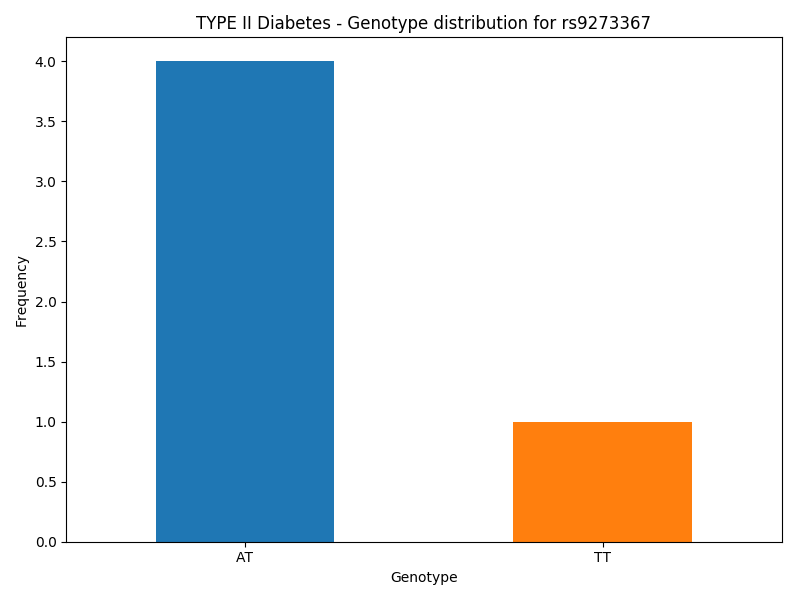 TYPE II Diabetes - Genotype distribution for rs9273367
4.0
3.5
3.0
2.5
2.0
1.5
1.0
0.5
0.0
Frequency
AT
TT
Genotype